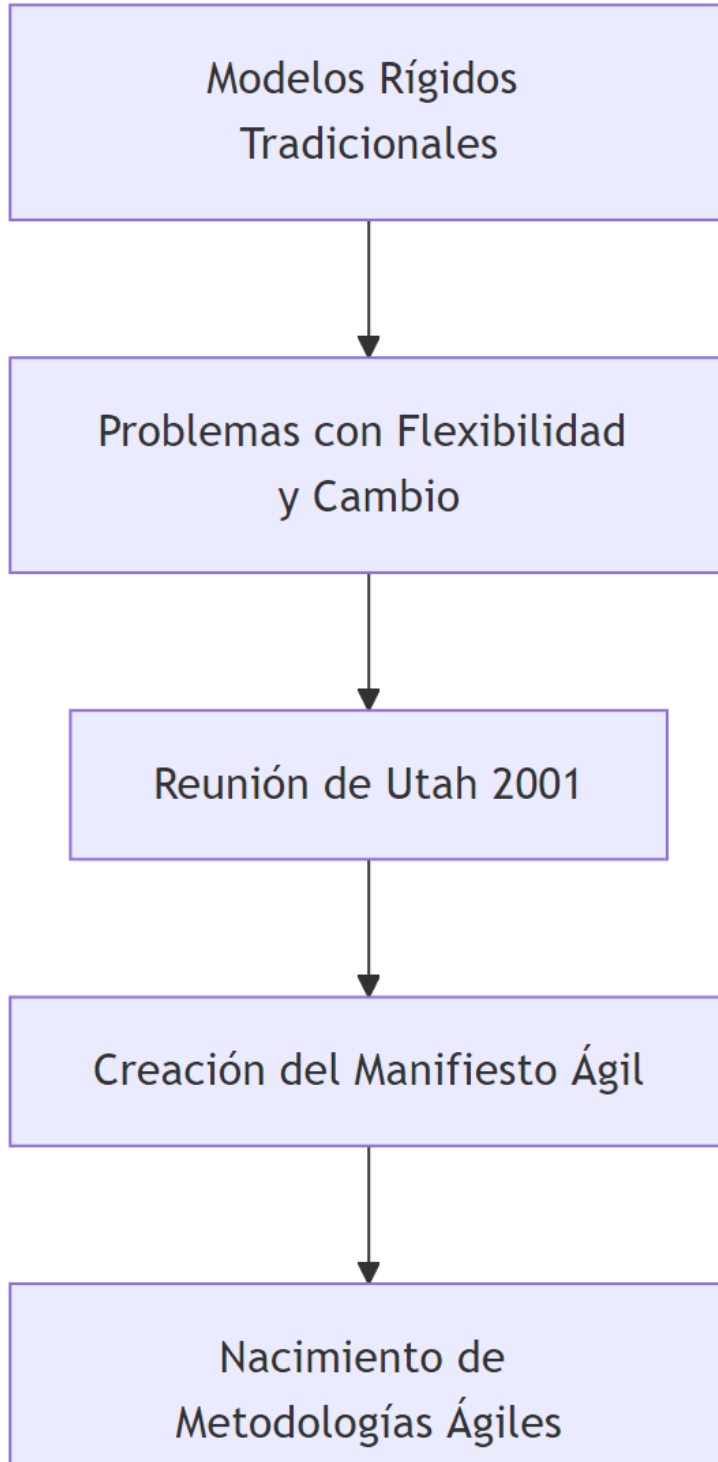 Modelos Rígidos
Tradicionales
Problemas con Flexibilidad
y Cambio
Reunión de Utah 2001
Creación del Manifiesto Ágil
Nacimiento de
Metodologías Ágiles